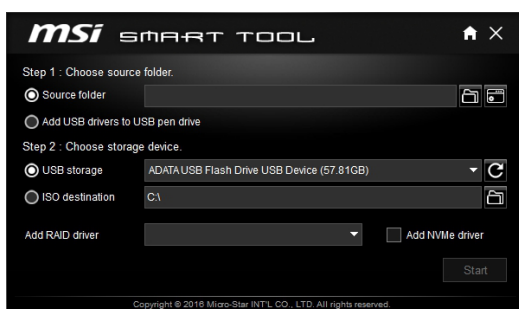 msi SMART TOOL
Step 1 : Choose source folder.
Source folder
Add USB drivers to USB pen drive
Step 2 : Choose storage device.
USB storage ADATA USB Flash Drive USB Device (57.81GB)
ISO destination C:\
Add RAID driver Add NVMe driver
Start
Copyright © 2016 Micro-Star INT'L CO., LTD. All rights reserved.